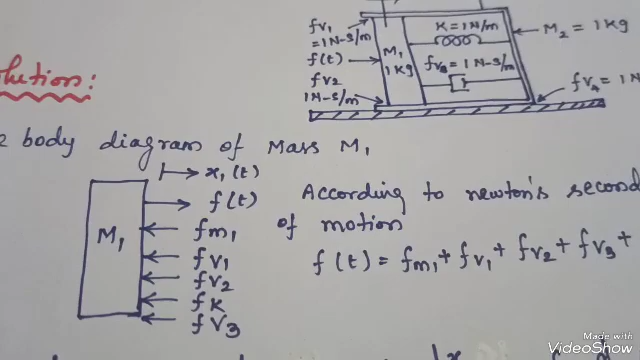 fv1
= 1N-S/m
f(t)
fv2
1N-S/m
M1
1kg
K = 1N/m
fv3 = 1N-S/m
M2 = 1kg
fv4 = 1N
olution:
body diagram of Mass M1
x1(t)
f(t)
fm1
fv1
fv2
fk
fv3
M1
According to newton's second
of motion
f(t) = fm1 + fv1 + fv2 + fv3 +
Made with
VideoShow